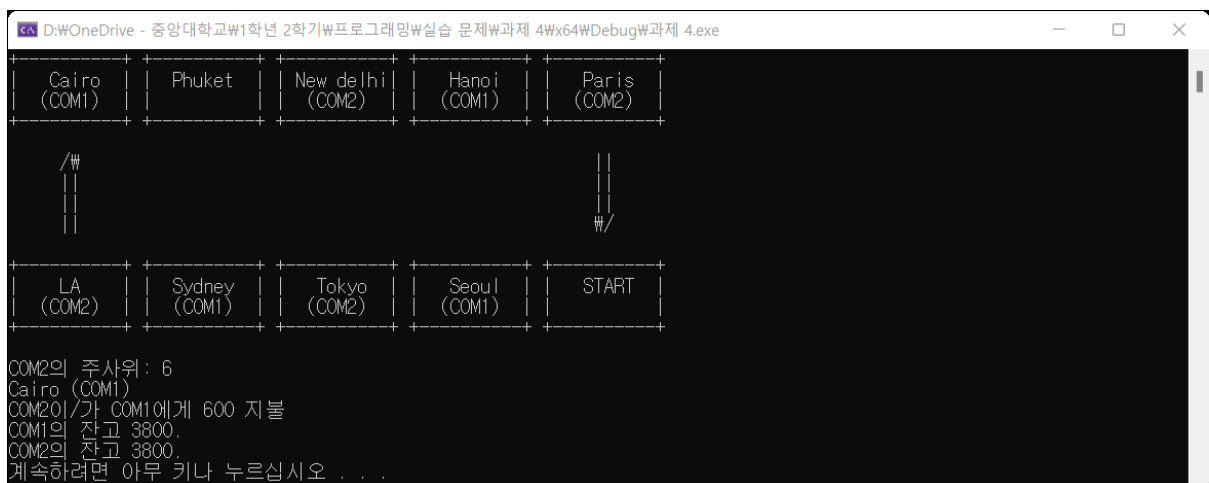 D:₩OneDrive - 중앙대학교₩1학년 2학기₩프로그래밍₩실습 문제₩과제 4₩x64₩Debug₩과제 4.exe
+----------+ +----------+ +----------+ +----------+ +----------+
|   Cairo  | |  Phuket  | | New delhi| |   Hanoi  | |   Paris  |
|  (COM1)  | |          | |  (COM2)  | |  (COM1)  | |  (COM2)  |
+----------+ +----------+ +----------+ +----------+ +----------+
/₩ ||
|| ||
|| ||
|| ₩/
+----------+ +----------+ +----------+ +----------+ +----------+
|    LA    | |  Sydney  | |   Tokyo  | |   Seoul  | |   START  |
|  (COM2)  | |  (COM1)  | |  (COM2)  | |  (COM1)  | |          |
+----------+ +----------+ +----------+ +----------+ +----------+
COM2의 주사위: 6
Cairo (COM1)
COM2이/가 COM1에게 600 지불
COM1의 잔고 3800.
COM2의 잔고 3800.
계속하려면 아무 키나 누르십시오 . . .